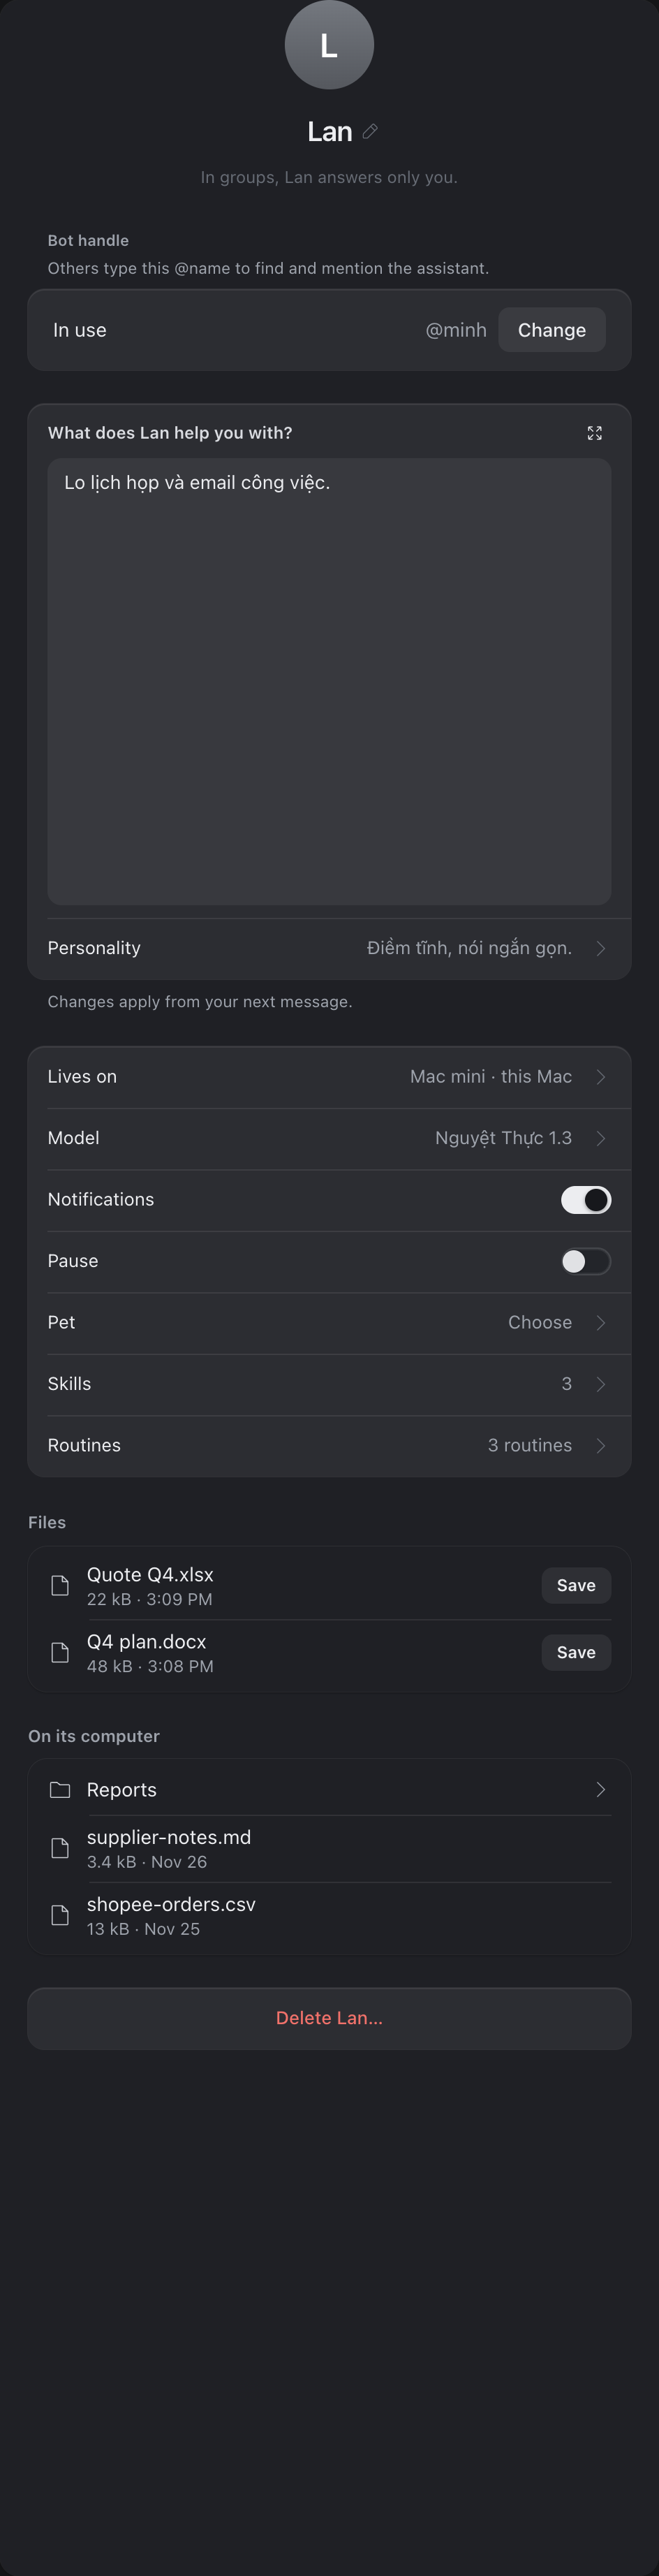 L
Lan
In groups, Lan answers only you.
Bot handle
Others type this @name to find and mention the assistant.
In use @minh Change
What does Lan help you with?
Lo lịch họp và email công việc.
Personality Điềm tĩnh, nói ngắn gọn.
Changes apply from your next message.
Lives on Mac mini · this Mac
Model Nguyệt Thực 1.3
Notifications
Pause
Pet Choose
Skills 3
Routines 3 routines
Files
Quote Q4.xlsx
22 kB · 3:09 PM
Save
Q4 plan.docx
48 kB · 3:08 PM
Save
On its computer
Reports
supplier-notes.md
3.4 kB · Nov 26
shopee-orders.csv
13 kB · Nov 25
Delete Lan...